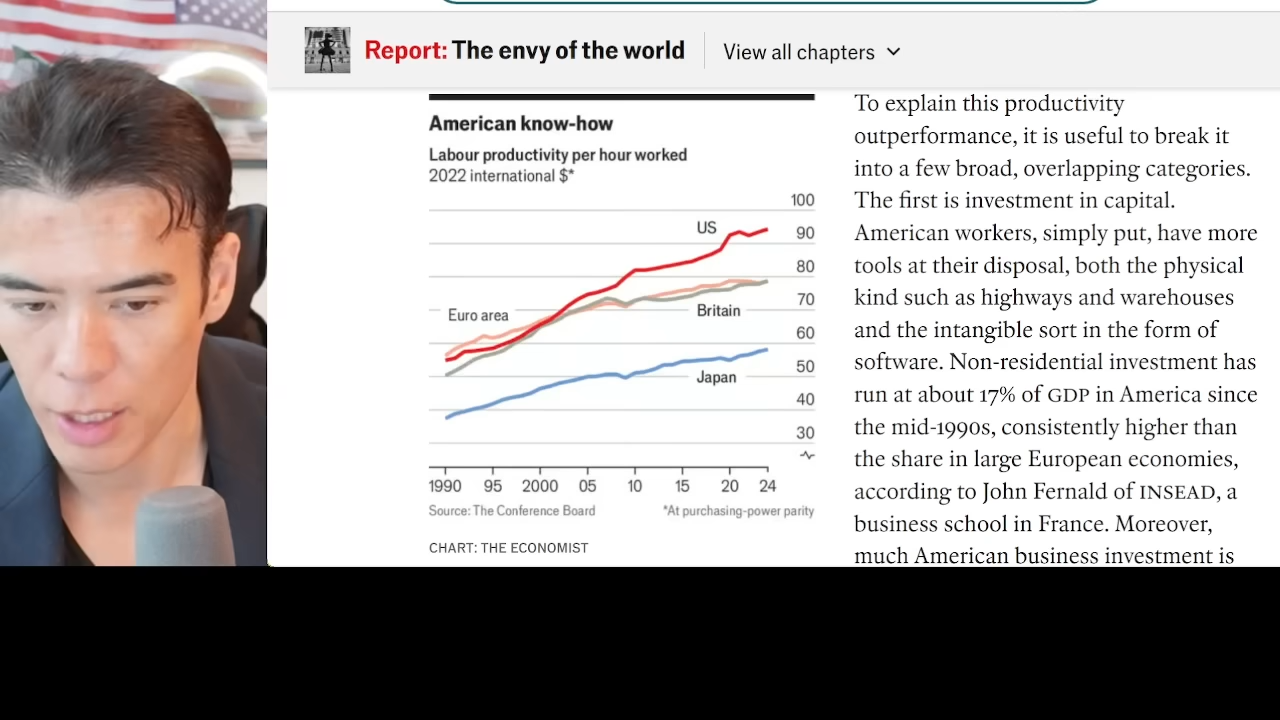 Report: The envy of the world
View all chapters
American know-how
Labour productivity per hour worked
2022 international $*
100
90
80
70
60
50
40
30
US
Euro area
Britain
Japan
1990 95 2000 05 10 15 20 24
Source: The Conference Board
*At purchasing-power parity
CHART: THE ECONOMIST
To explain this productivity
outperformance, it is useful to break it
into a few broad, overlapping categories.
The first is investment in capital.
American workers, simply put, have more
tools at their disposal, both the physical
kind such as highways and warehouses
and the intangible sort in the form of
software. Non-residential investment has
run at about 17% of GDP in America since
the mid-1990s, consistently higher than
the share in large European economies,
according to John Fernald of INSEAD, a
business school in France. Moreover,
much American business investment is